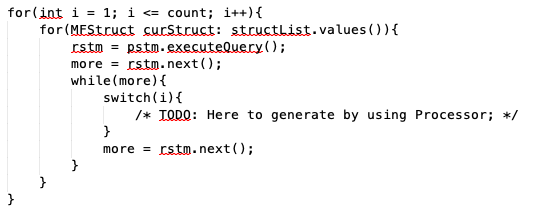 for(int i = 1; i <= count; i++){
for(MFStruct curStruct: structList.values()){
rstm = pstm.executeQuery();
more = rstm.next();
while(more){
switch(i){
/* TODO: Here to generate by using Processor; */
}
more = rstm.next();
}
}
}